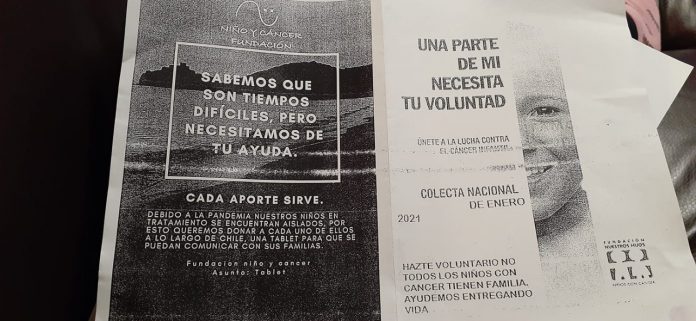 NIÑO Y CÁNCER
FUNDACIÓN
SABEMOS QUE
SON TIEMPOS
DIFÍCILES, PERO
NECESITAMOS DE
TU AYUDA.
CADA APORTE SIRVE.
DEBIDO A LA PANDEMIA NUESTROS NIÑOS EN
TRATAMIENTO SE ENCUENTRAN AISLADOS, POR
ESTO QUEREMOS DONAR A CADA UNO DE ELLOS
A LO LARGO DE CHILE, UNA TABLET PARA QUE SE
PUEDAN COMUNICAR CON SUS FAMILIAS.
Fundacion niño y cancer
Asunto: Tablet
UNA PARTE
DE MI
NECESITA
TU VOLUNTAD
ÚNETE A LA LUCHA CONTRA
EL CÁNCER INFANTIL
COLECTA NACIONAL
DE ENERO
2021
HAZTE VOLUNTARIO NO
TODOS LOS NIÑOS CON
CANCER TIENEN FAMILIA.
AYUDEMOS ENTREGANDO
VIDA
FUNDACIÓN
NUESTROS HIJOS
NIÑOS CON CÁNCER